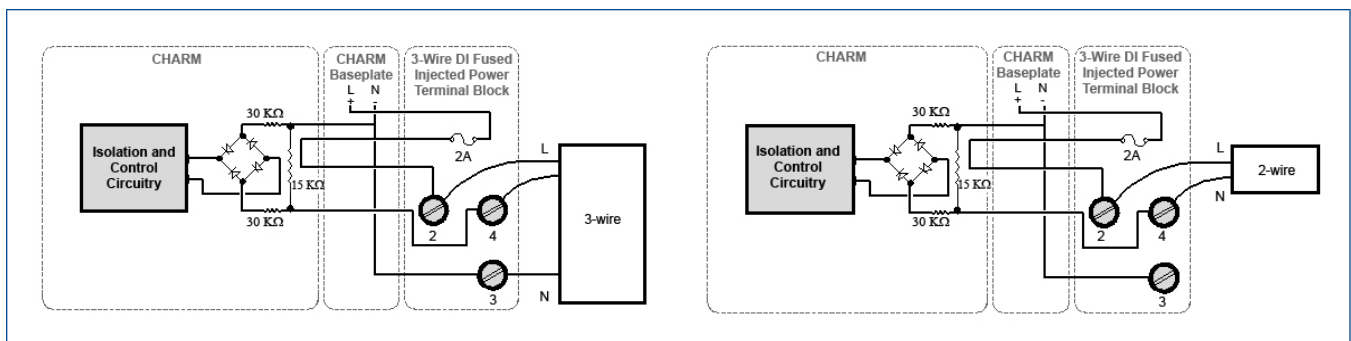 CHARM
CHARM
Baseplate
L N
+ -
3-Wire DI Fused
Injected Power
Terminal Block
30 KΩ
Isolation and
Control
Circuitry
15 KΩ
30 KΩ
2A
L
2
4
3-wire
3
N
CHARM
CHARM
Baseplate
L N
+ -
3-Wire DI Fused
Injected Power
Terminal Block
30 KΩ
Isolation and
Control
Circuitry
15 KΩ
30 KΩ
2A
L
2-wire
N
2
4
3